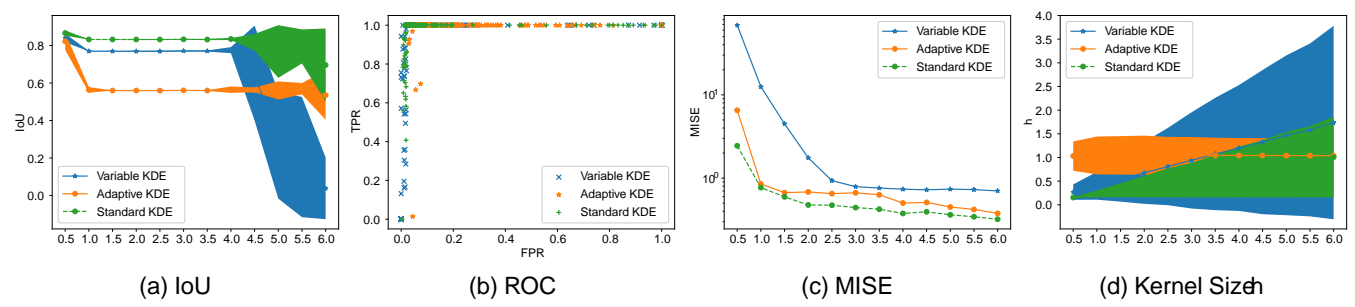 0.8
0.6
0.4
0.2
0.0
IoU
Variable KDE
Adaptive KDE
Standard KDE
0.5 1.0 1.5 2.0 2.5 3.0 3.5 4.0 4.5 5.0 5.5 6.0
(a) IoU
1.0
0.8
0.6
0.4
0.2
0.0
TPR
Variable KDE
Adaptive KDE
Standard KDE
0.0 0.2 0.4 0.6 0.8 1.0
FPR
(b) ROC
10¹
10⁰
MISE
Variable KDE
Adaptive KDE
Standard KDE
0.5 1.0 1.5 2.0 2.5 3.0 3.5 4.0 4.5 5.0 5.5 6.0
(c) MISE
4.0
3.5
3.0
2.5
2.0
1.5
1.0
0.5
0.0
h
Variable KDE
Adaptive KDE
Standard KDE
0.5 1.0 1.5 2.0 2.5 3.0 3.5 4.0 4.5 5.0 5.5 6.0
(d) Kernel Size h